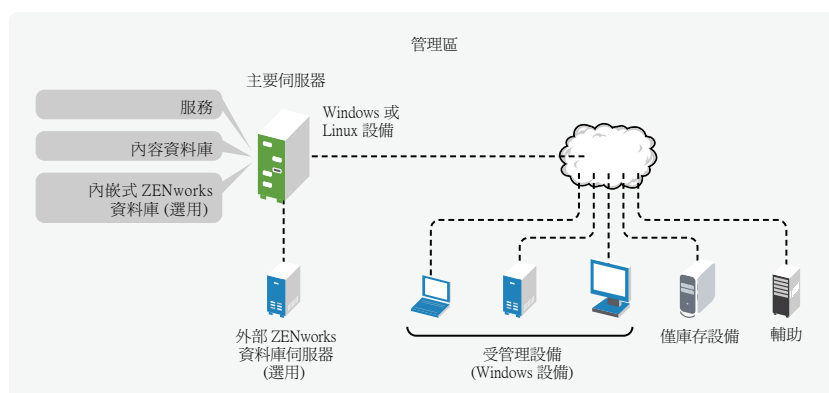 管理區
主要伺服器
服務
內容資料庫
內嵌式 ZENworks
資料庫 (選用)
Windows 或
Linux 設備
外部 ZENworks
資料庫伺服器
(選用)
受管理設備
(Windows 設備)
僅庫存設備
輔助